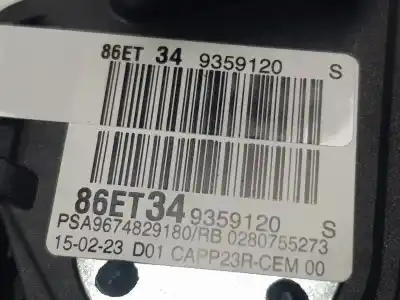 86ET 34 9359120 S
86ET34 9359120 S
PSA9674829180/RB 0280755273
15-02-23 D01 CAPP23R-CEM 00